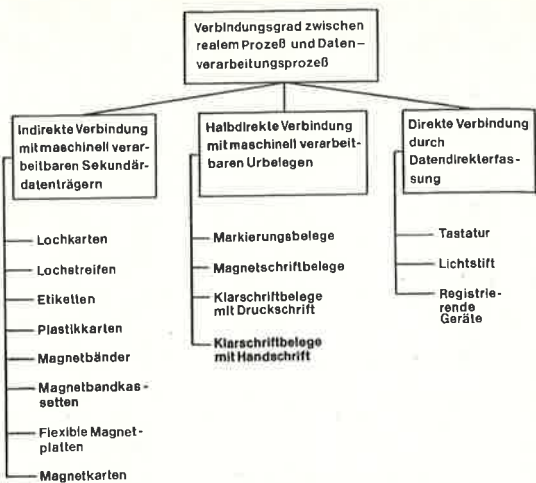 Verbindungsgrad zwischen
realem Prozeß und Daten-
verarbeitungsprozeß
Indirekte Verbindung
mit maschinell verar-
beitbaren Sekundär-
datenträgern
Lochkarten
Lochstreifen
Etiketten
Plastikkarten
Magnetbänder
Magnetbandkas-
setten
Flexible Magnet-
platten
Magnetkarten
Halbdirekte Verbindung
mit maschinell verarbeit-
baren Urbelegen
Markierungsbelege
Magnetschriftbelege
Klarschriftbelege
mit Druckschrift
Klarschriftbelege
mit Handschrift
Direkte Verbindung
durch
Datendirekterfas-
sung
Tastatur
Lichtstift
Registrie-
rende
Geräte